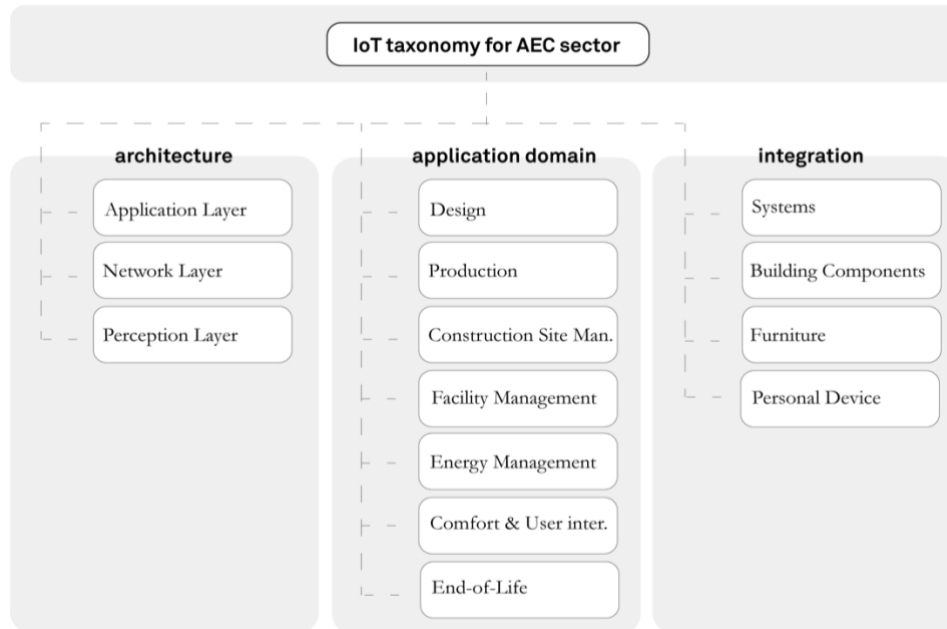 IoT taxonomy for AEC sector
architecture
Application Layer
Network Layer
Perception Layer
application domain
Design
Production
Construction Site Man.
Facility Management
Energy Management
Comfort & User inter.
End-of-Life
integration
Systems
Building Components
Furniture
Personal Device